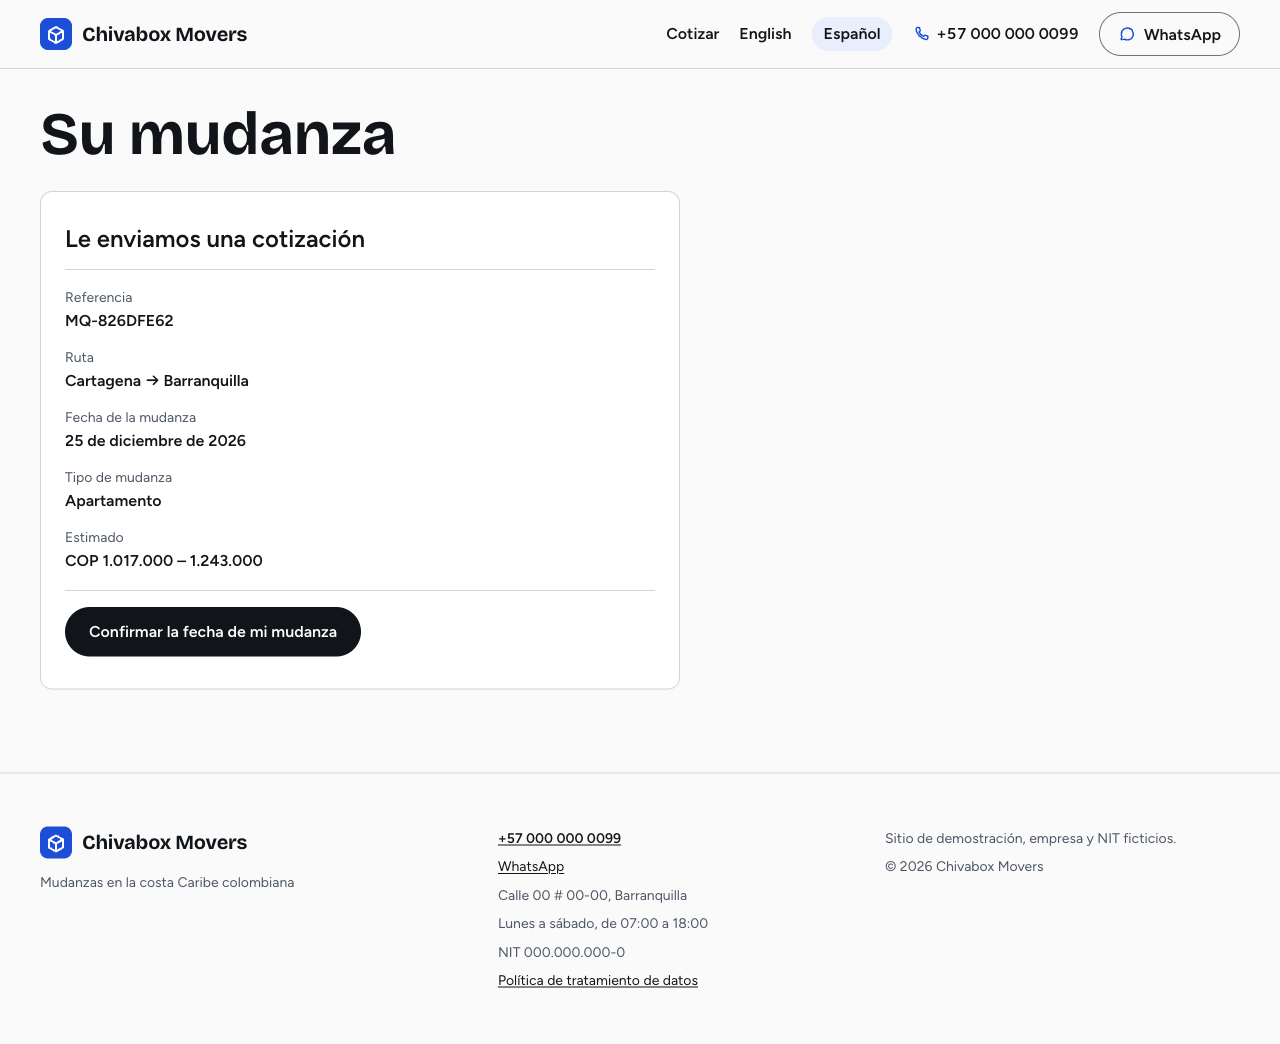 Chivabox Movers
Cotizar English Español +57 000 000 0099 WhatsApp
Su mudanza
Le enviamos una cotización
Referencia
MQ-826DFE62
Ruta
Cartagena → Barranquilla
Fecha de la mudanza
25 de diciembre de 2026
Tipo de mudanza
Apartamento
Estimado
COP 1.017.000 – 1.243.000
Confirmar la fecha de mi mudanza
Chivabox Movers
Mudanzas en la costa Caribe colombiana
+57 000 000 0099
WhatsApp
Calle 00 # 00-00, Barranquilla
Lunes a sábado, de 07:00 a 18:00
NIT 000.000.000-0
Política de tratamiento de datos
Sitio de demostración, empresa y NIT ficticios.
© 2026 Chivabox Movers